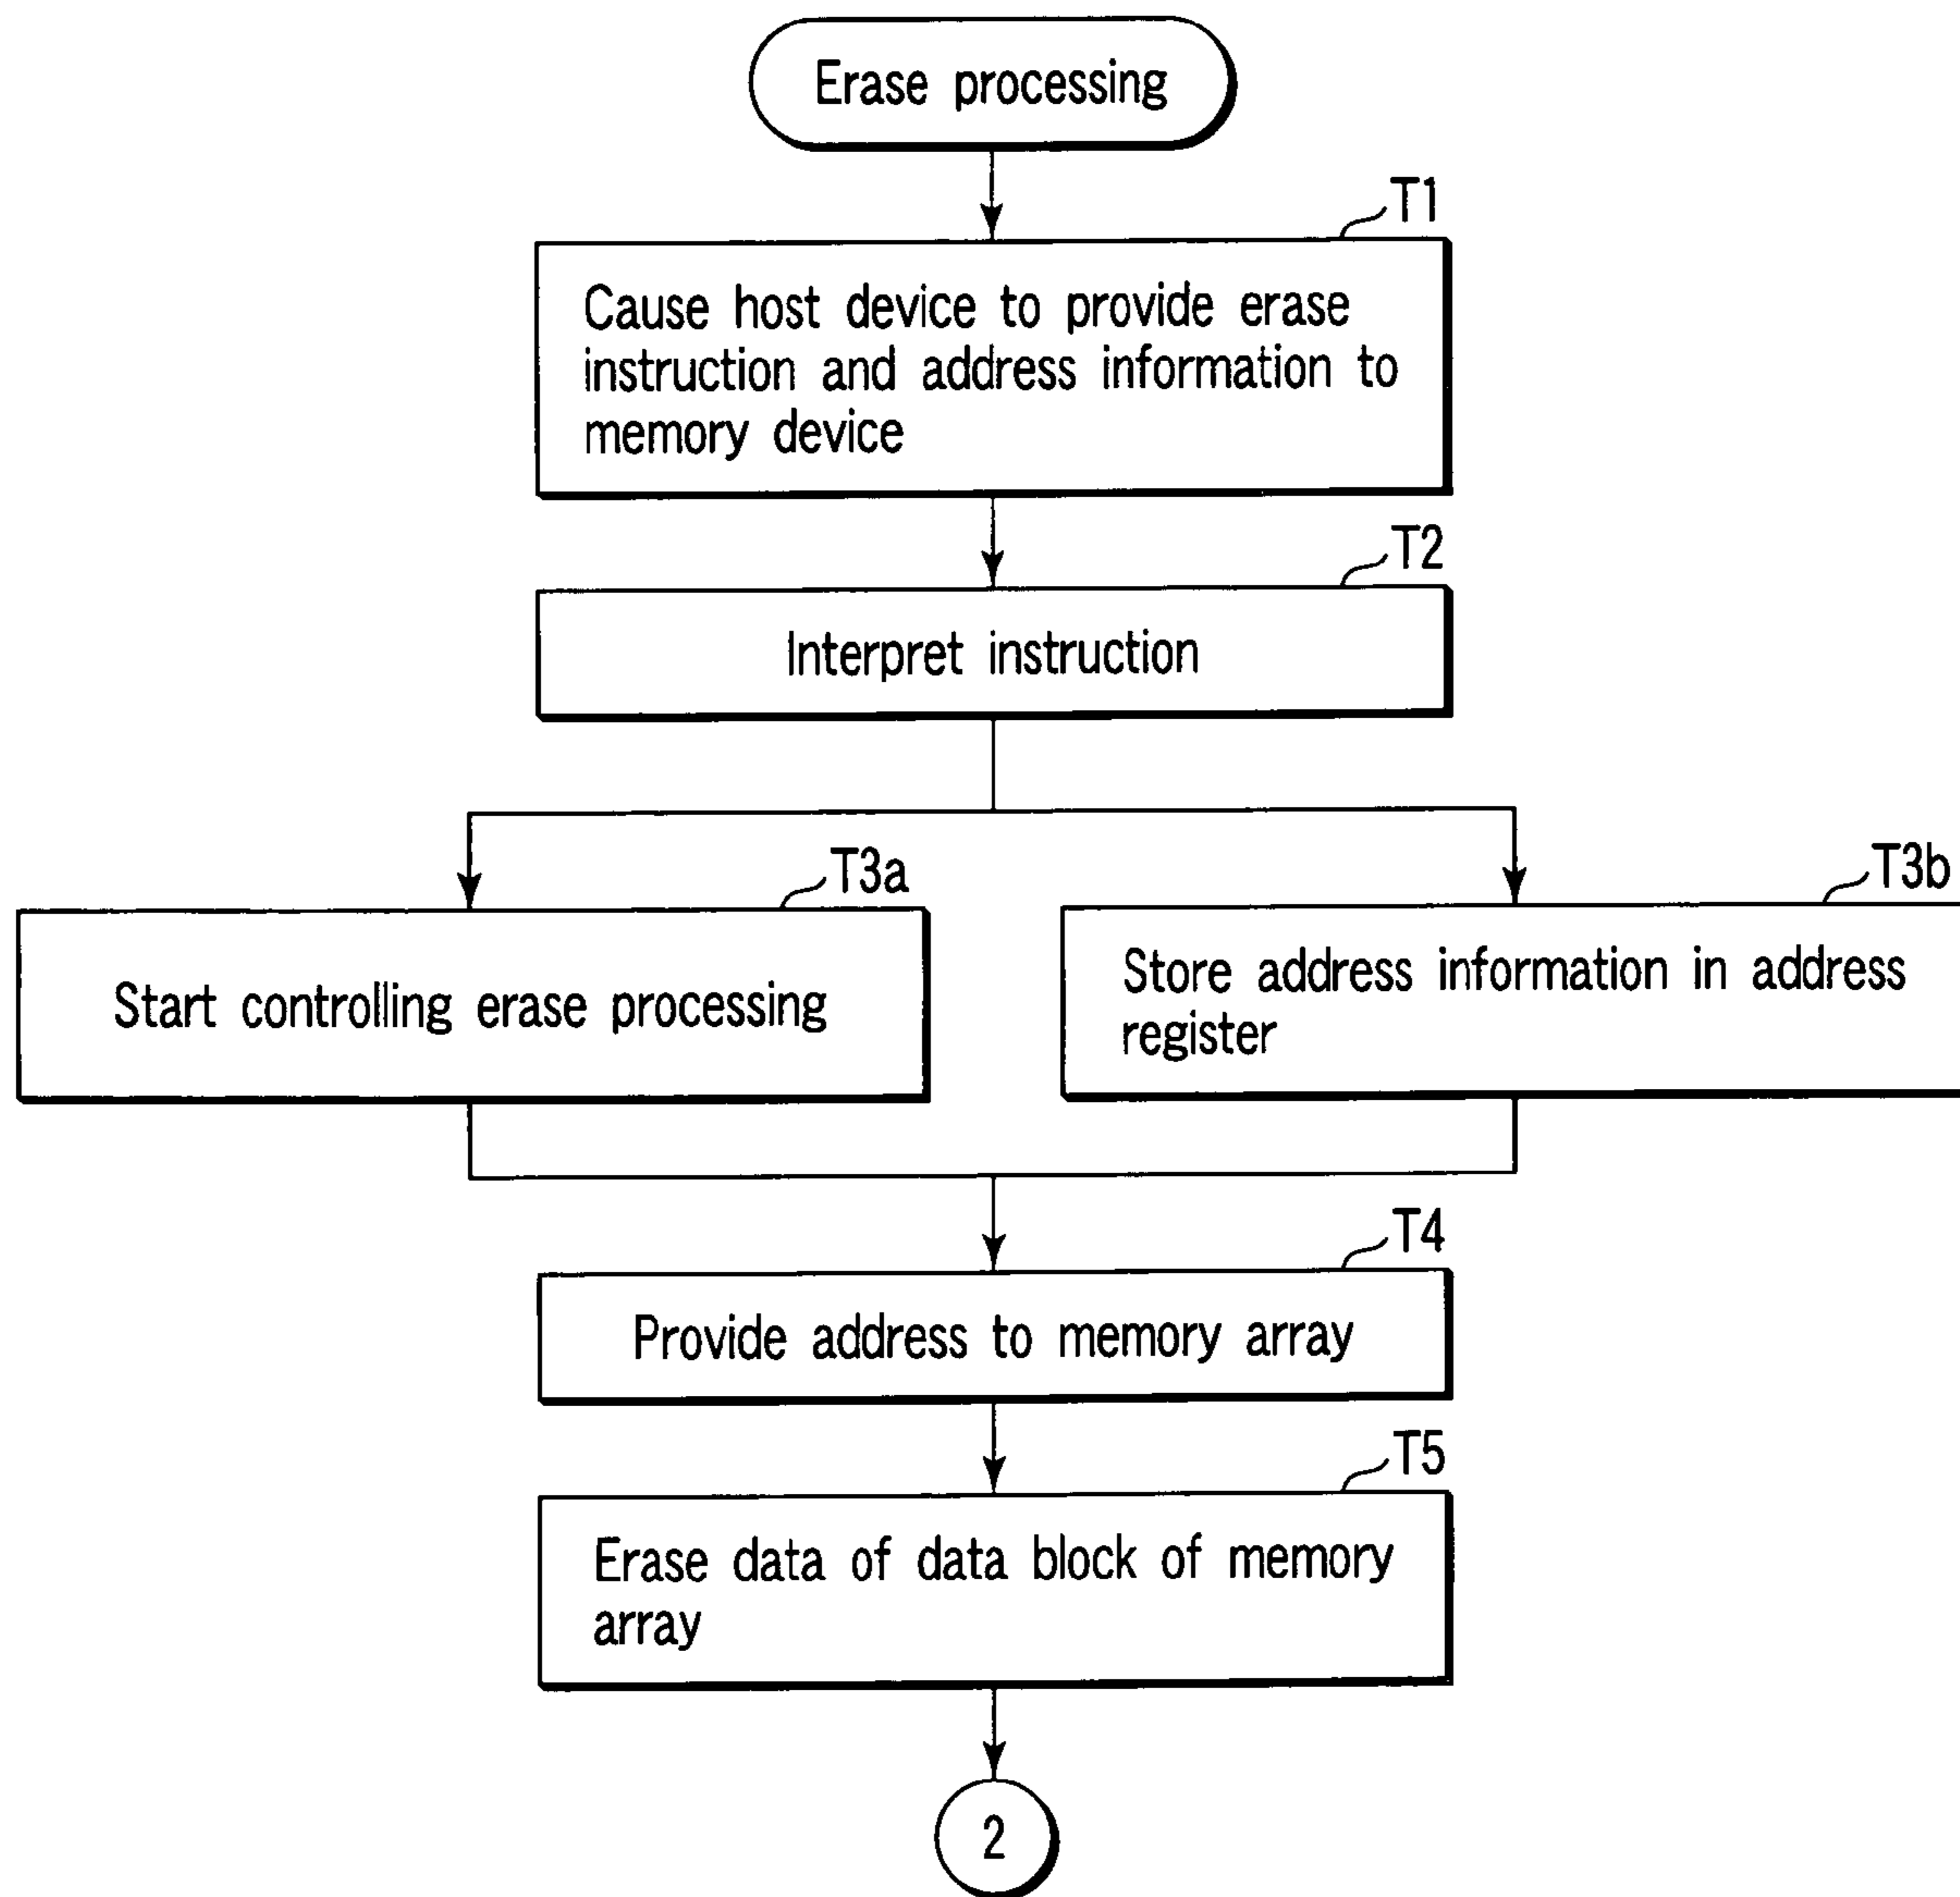 Erase processing
T1
Cause host device to provide erase
instruction and address information to
memory device
T2
Interpret instruction
T3a
Start controlling erase processing
T3b
Store address information in address
register
T4
Provide address to memory array
T5
Erase data of data block of memory
array
2